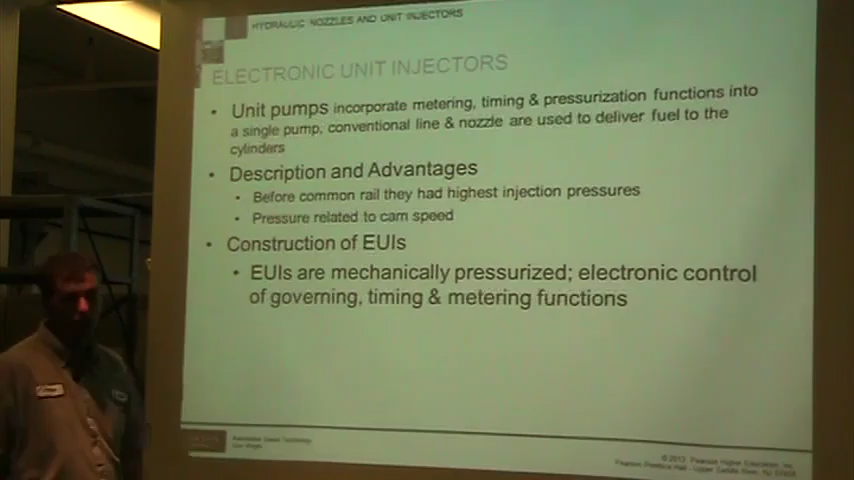 HYDRAULIC NOZZLES AND UNIT INJECTORS
ELECTRONIC UNIT INJECTORS
• Unit pumps incorporate metering, timing & pressurization functions into
a single pump, conventional line & nozzle are used to deliver fuel to the
cylinders
• Description and Advantages
• Before common rail they had highest injection pressures
• Pressure related to cam speed
• Construction of EUIs
• EUIs are mechanically pressurized; electronic control
of governing, timing & metering functions
© 2013 Pearson Higher Education, Inc.
Pearson Prentice Hall - Upper Saddle River, NJ